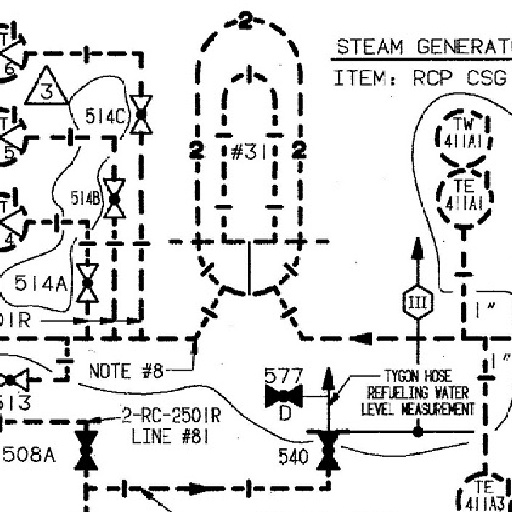 2
STEAM GENERAT
ITEM: RCP CSG
T
6
3
514C
TW
411A1
T
5
2
#31
2
TE
411A1
514B
T
4
514A
III
1"
01R
NOTE #8
577
D
TYGON HOSE
REFUELING WATER
LEVEL MEASUREMENT
1"
513
2-RC-2501R
LINE #81
508A
540
TE
411A3